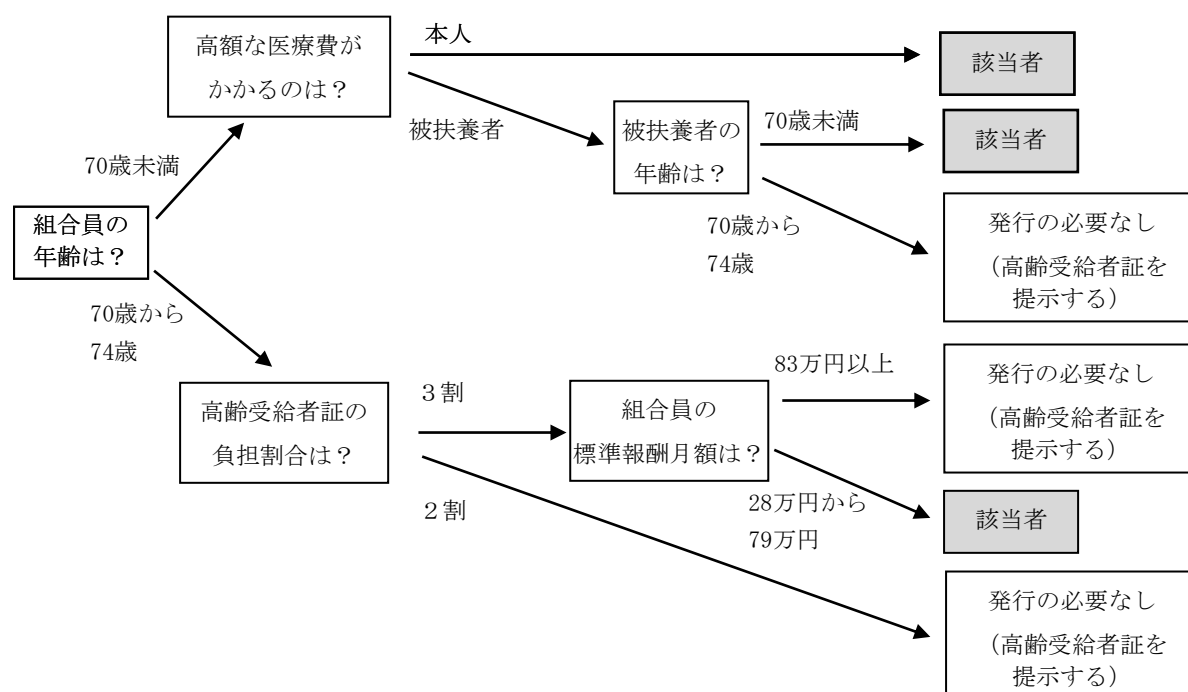 高額な医療費が
かかるのは？
本人
該当者
被扶養者
被扶養者の
年齢は？
70歳未満
該当者
70歳未満
組合員の
年齢は？
70歳から
74歳
発行の必要なし
（高齢受給者証を
提示する）
70歳から
74歳
高齢受給者証の
負担割合は？
３割
組合員の
標準報酬月額は？
83万円以上
発行の必要なし
（高齢受給者証を
提示する）
28万円から
79万円
該当者
２割
発行の必要なし
（高齢受給者証を
提示する）